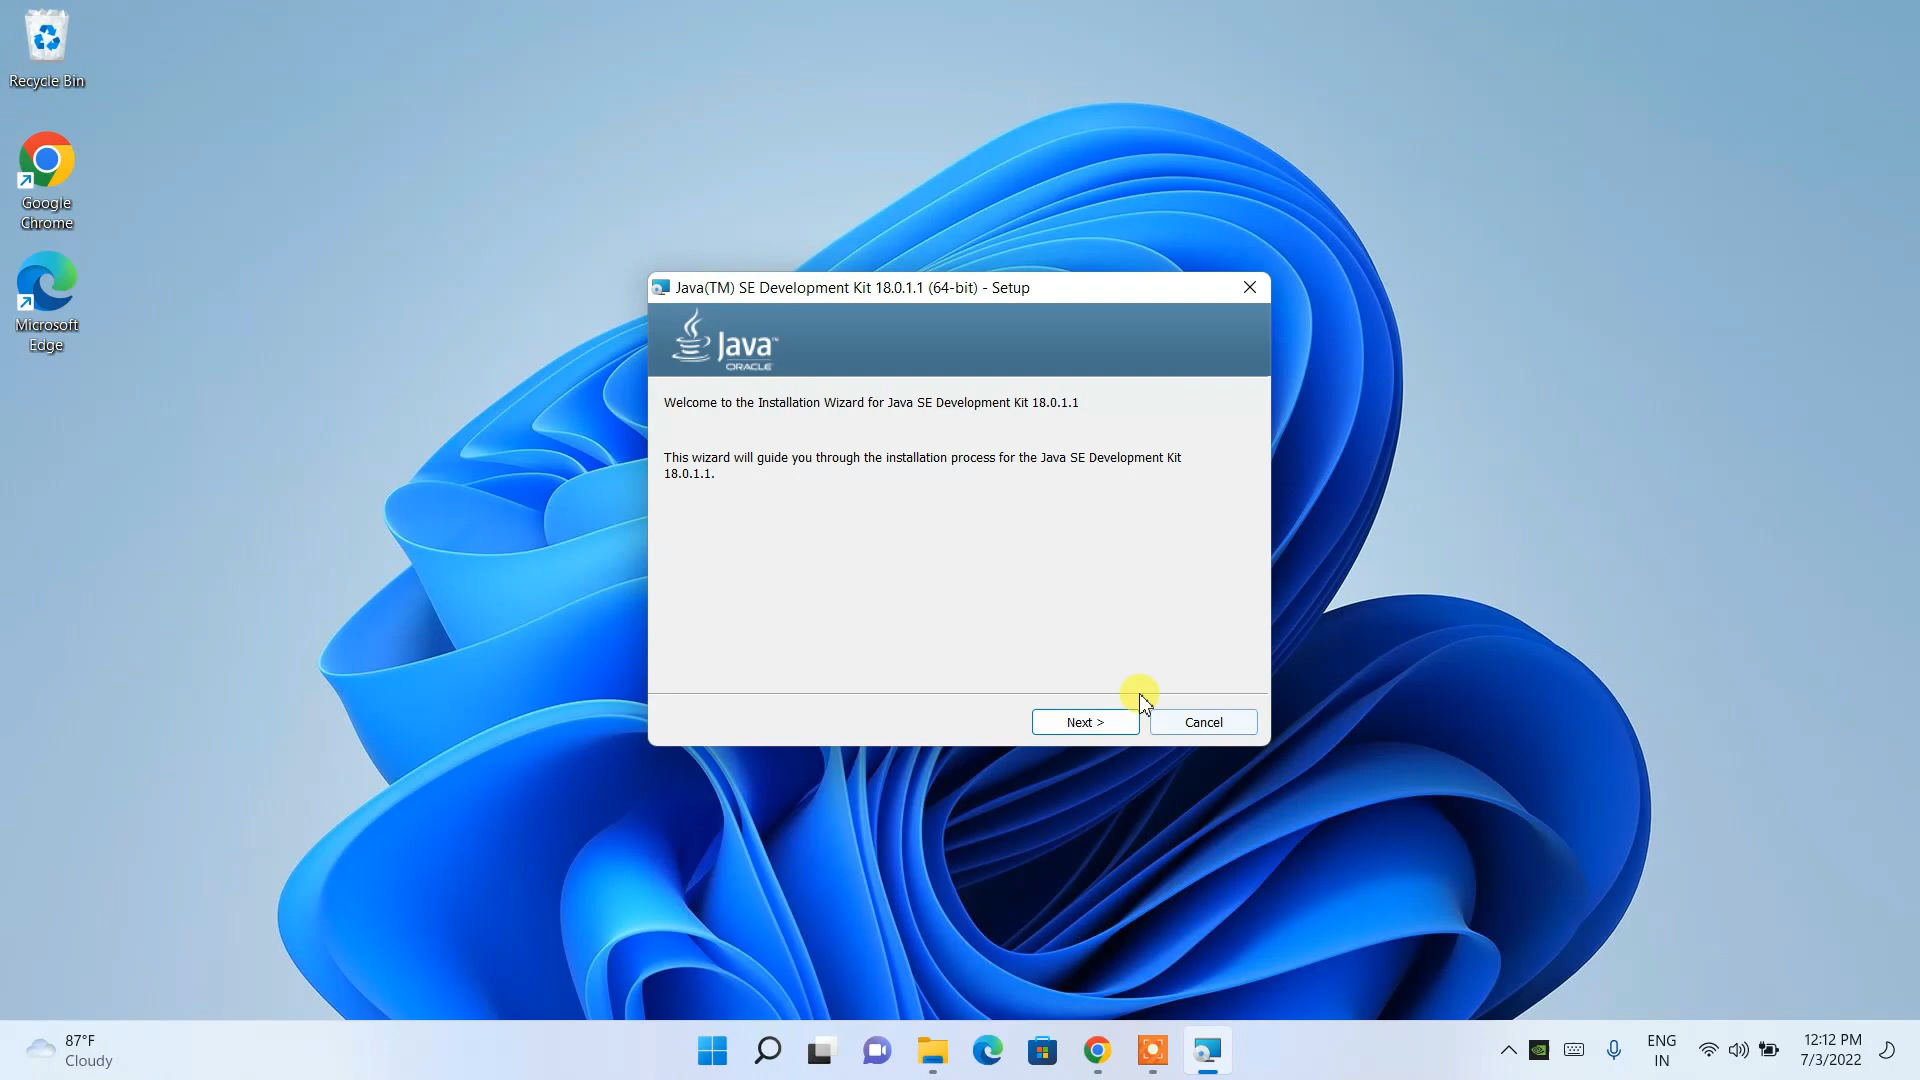 Recycle Bin
Google
Chrome
Microsoft
Edge
Java(TM) SE Development Kit 18.0.1.1 (64-bit) - Setup
Java™
ORACLE
Welcome to the Installation Wizard for Java SE Development Kit 18.0.1.1
This wizard will guide you through the installation process for the Java SE Development Kit
18.0.1.1.
Next >
Cancel
87°F
Cloudy
ENG
IN
12:12 PM
7/3/2022